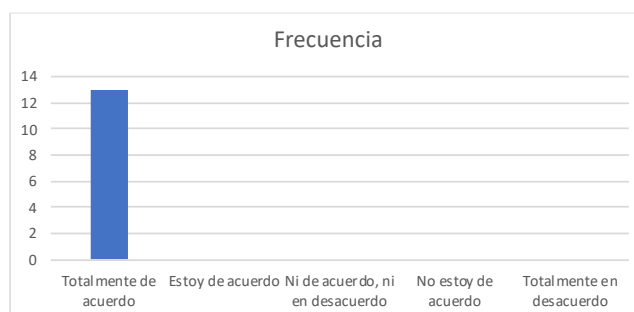 Frecuencia
14
12
10
8
6
4
2
0
Totalmente de
acuerdo
Estoy de acuerdo
Ni de acuerdo, ni
en desacuerdo
No estoy de
acuerdo
Totalmente en
desacuerdo